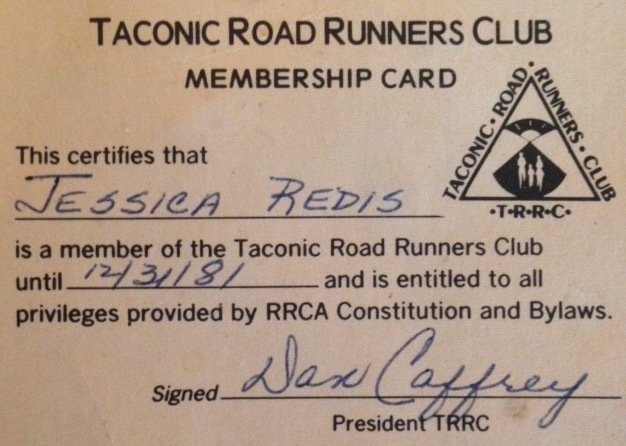 TACONIC ROAD RUNNERS CLUB
MEMBERSHIP CARD
TACONIC • ROAD • RUNNERS • CLUB
•T•R•R•C•
This certifies that
JESSICA REDIS
is a member of the Taconic Road Runners Club
until 12/31/81 and is entitled to all
privileges provided by RRCA Constitution and Bylaws.
Signed Dan Caffrey
President TRRC